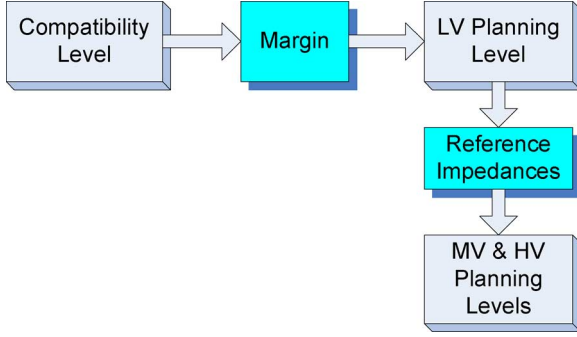 Compatibility
Level
Margin
LV Planning
Level
Reference
Impedances
MV & HV
Planning
Levels